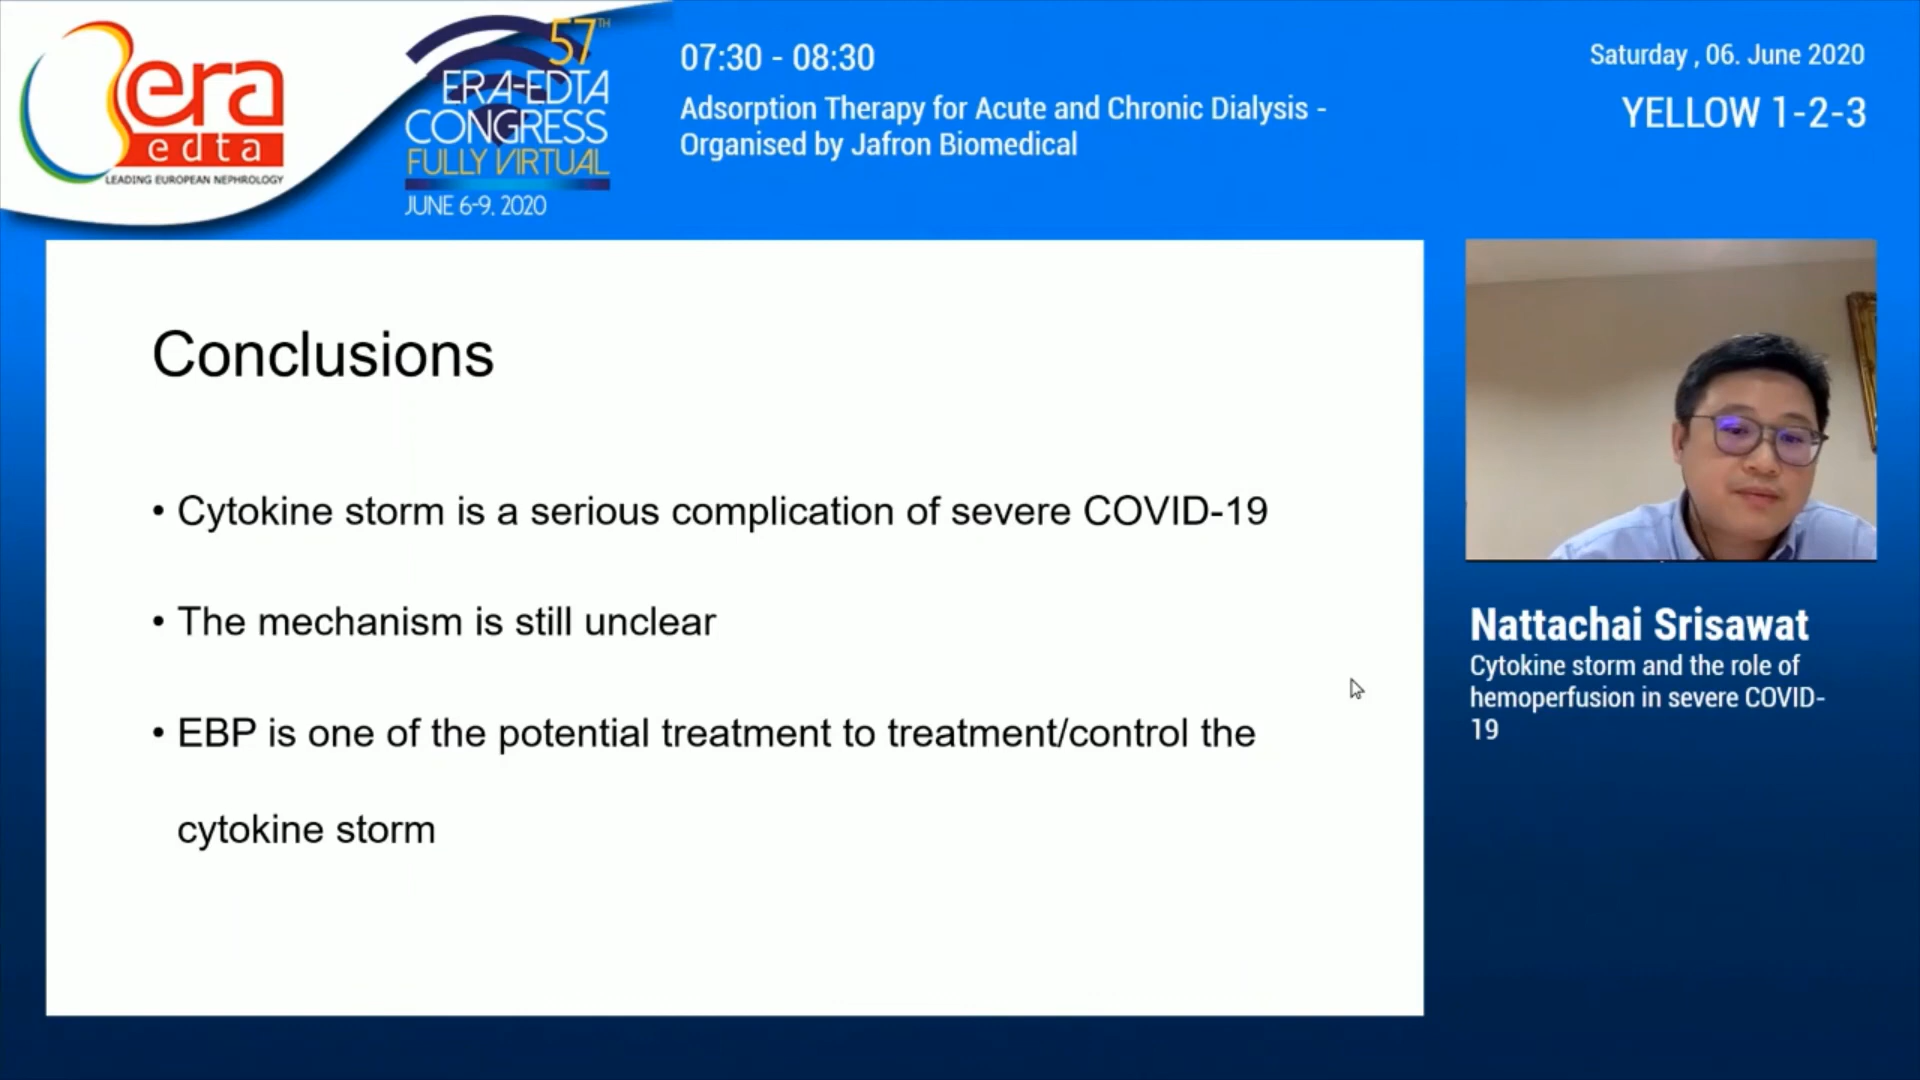 era
edta
LEADING EUROPEAN NEPHROLOGY
57TH
ERA-EDTA
CONGRESS
FULLY VIRTUAL
JUNE 6-9, 2020
07:30 - 08:30
Adsorption Therapy for Acute and Chronic Dialysis -
Organised by Jafron Biomedical
Saturday , 06. June 2020
YELLOW 1-2-3
Conclusions
• Cytokine storm is a serious complication of severe COVID-19
• The mechanism is still unclear
• EBP is one of the potential treatment to treatment/control the
cytokine storm
Nattachai Srisawat
Cytokine storm and the role of
hemoperfusion in severe COVID-
19